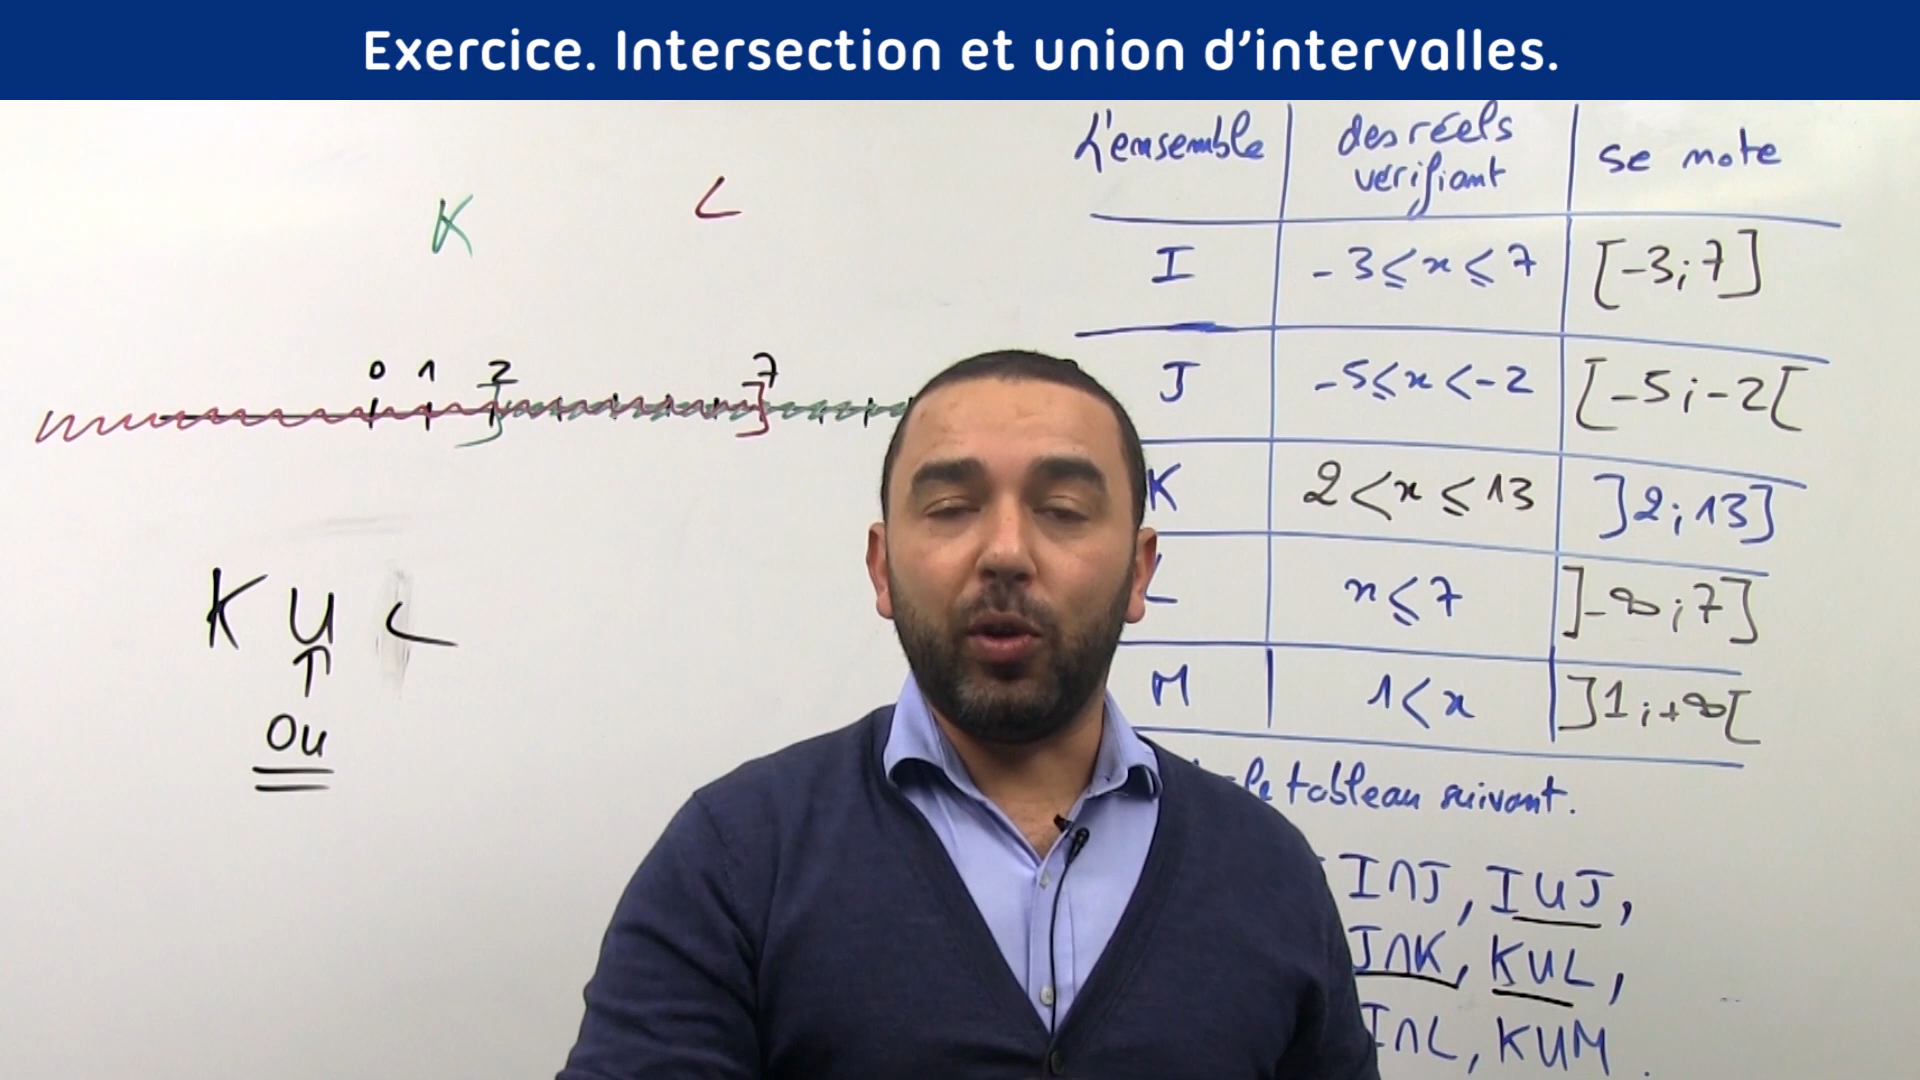 Exercice. Intersection et union d'intervalles.
K L
0 1 2 7
K U L
↑
Ou
L'ensemble des réels vérifiant se note
I -3⩽x⩽7 [-3;7]
J -5⩽x<-2 [-5;-2[
K 2<x⩽13 ]2;13]
L x⩽7 ]-∞;7]
M 1<x ]1;+∞[
le tableau suivant.
I∩J, I∪J,
J∩K, K∪L,
I∩L, K∪M.